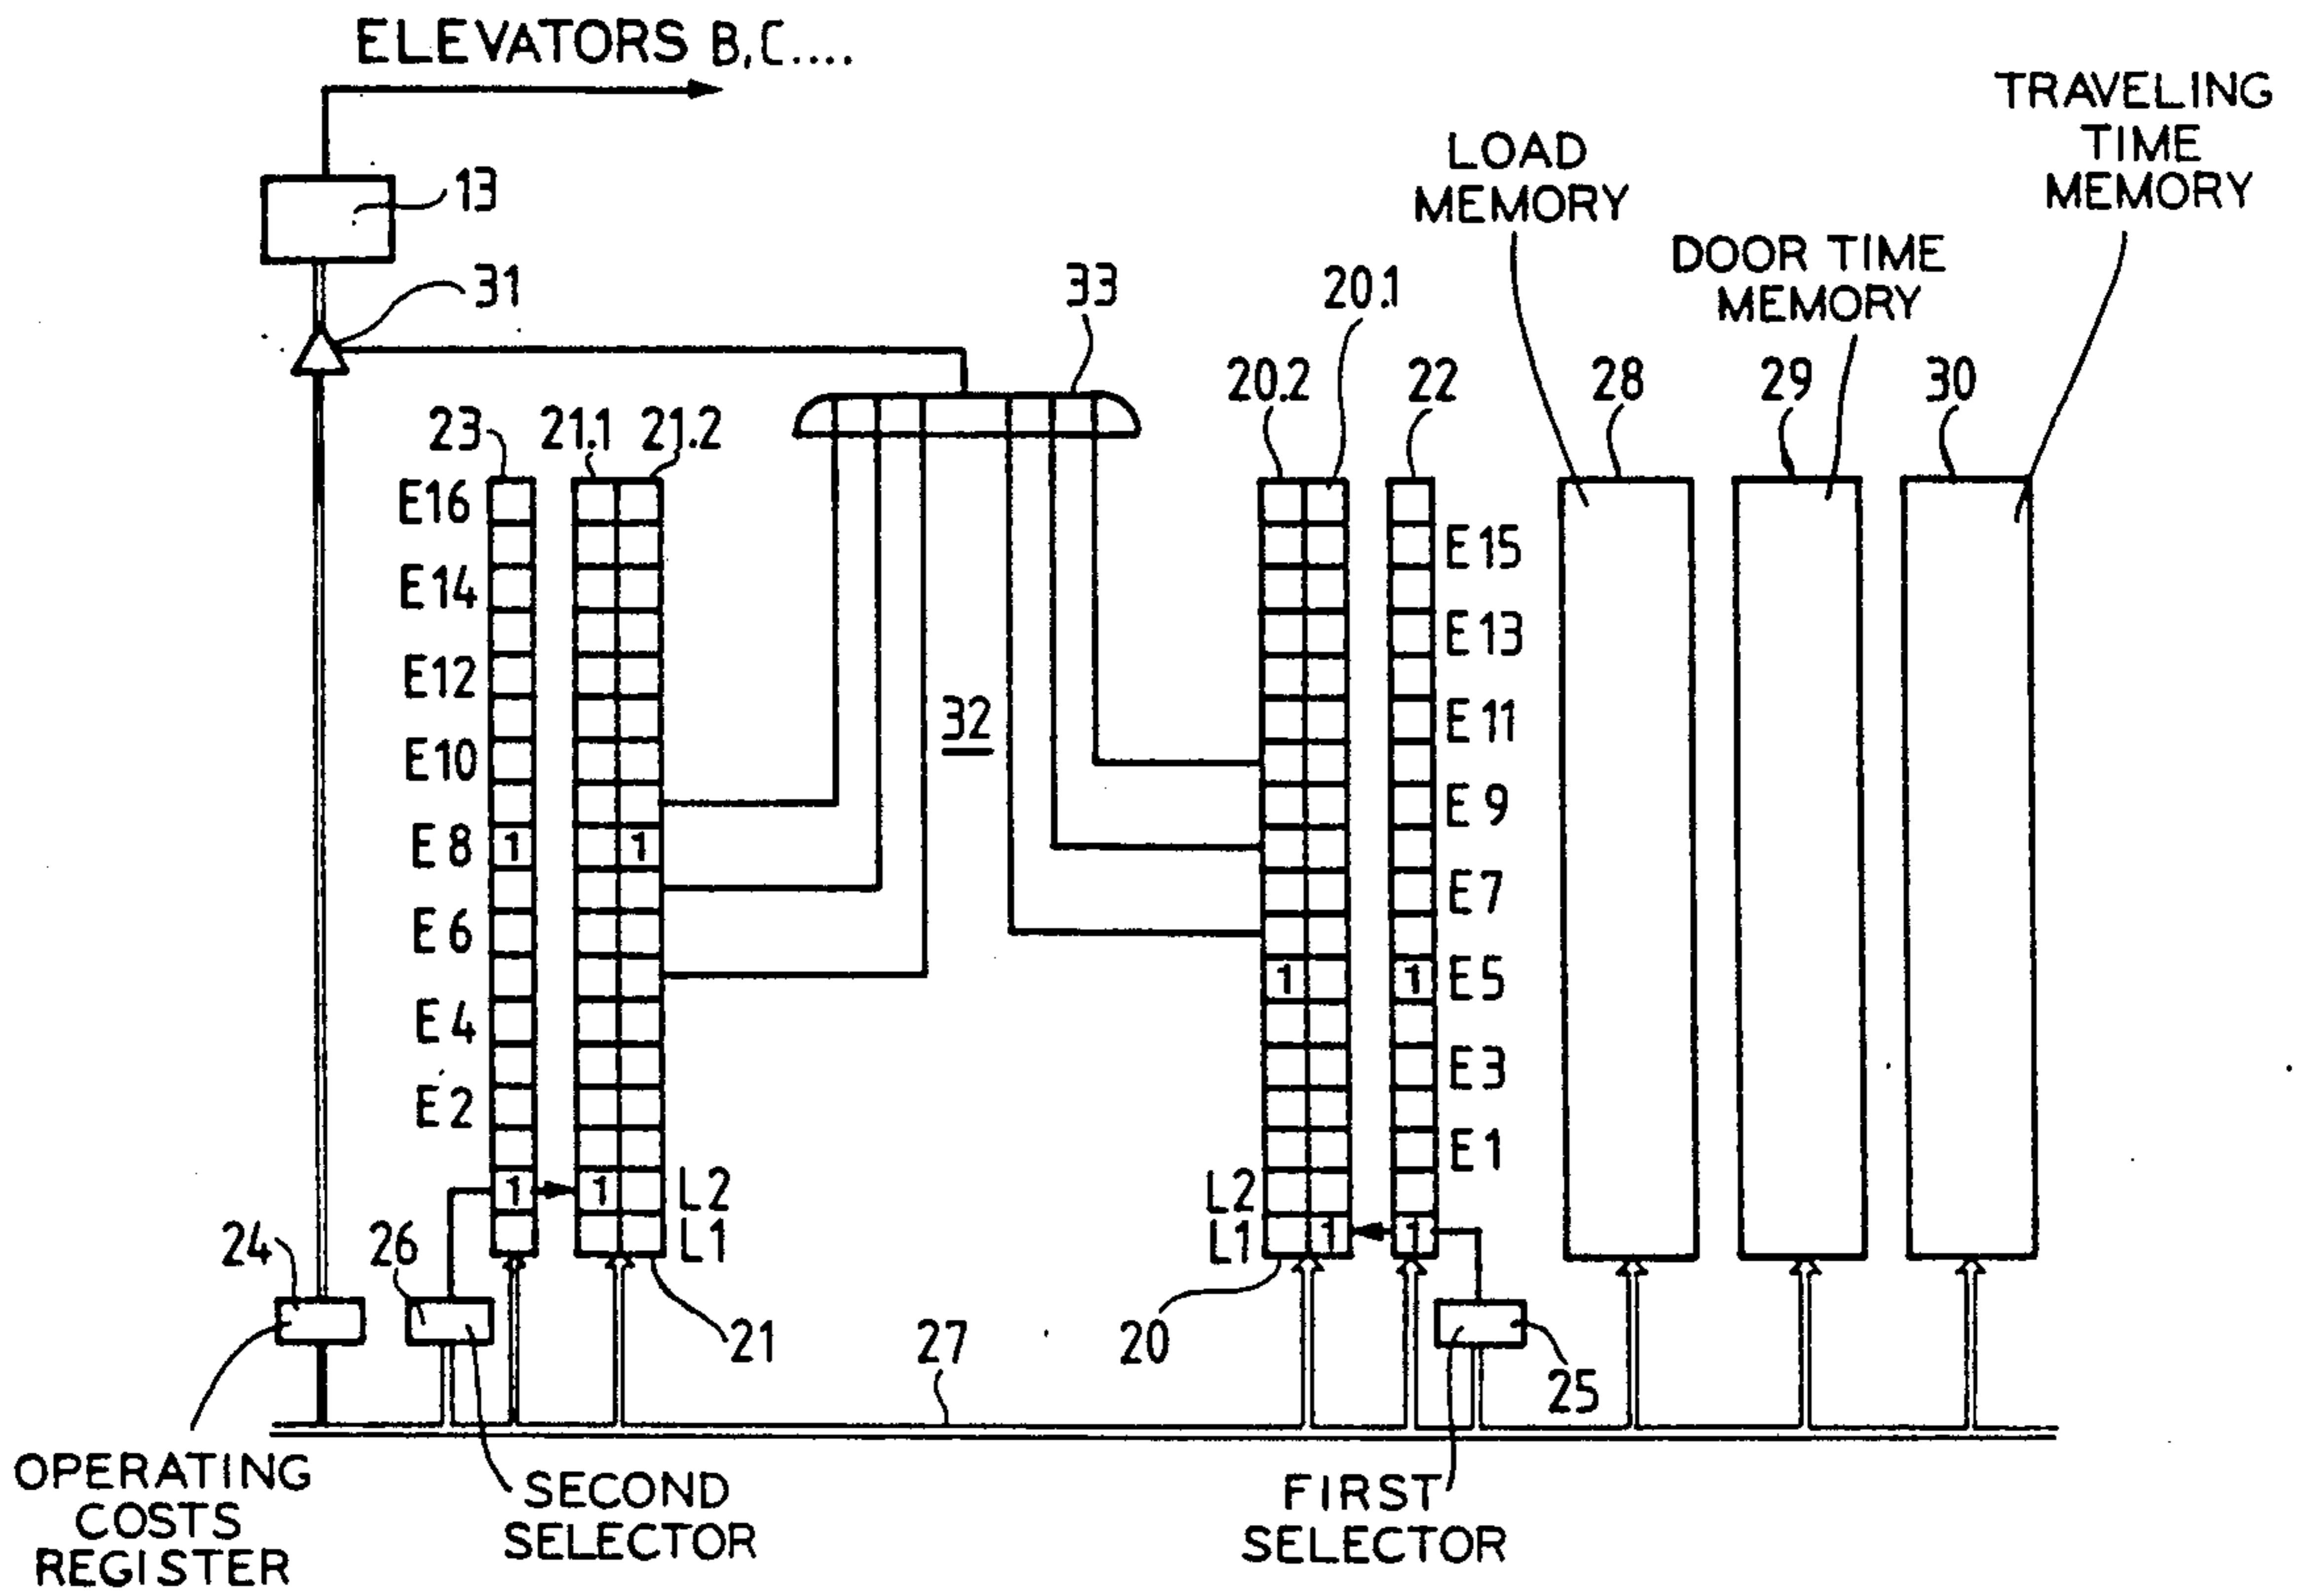 ELEVATORS B,C....
TRAVELING
TIME
MEMORY
LOAD
MEMORY
DOOR TIME
MEMORY
13
31
33
20.1
20.2
22
28
29
30
23
21.1
21.2
E16
E15
E14
E13
E12
E11
32
E10
E9
E8
1
1
E7
E6
1
1
E5
E4
E3
E2
E1
1
1
L2
L2
L1
L1
1
1
24
26
21
27
20
25
OPERATING
COSTS
REGISTER
SECOND
SELECTOR
FIRST
SELECTOR